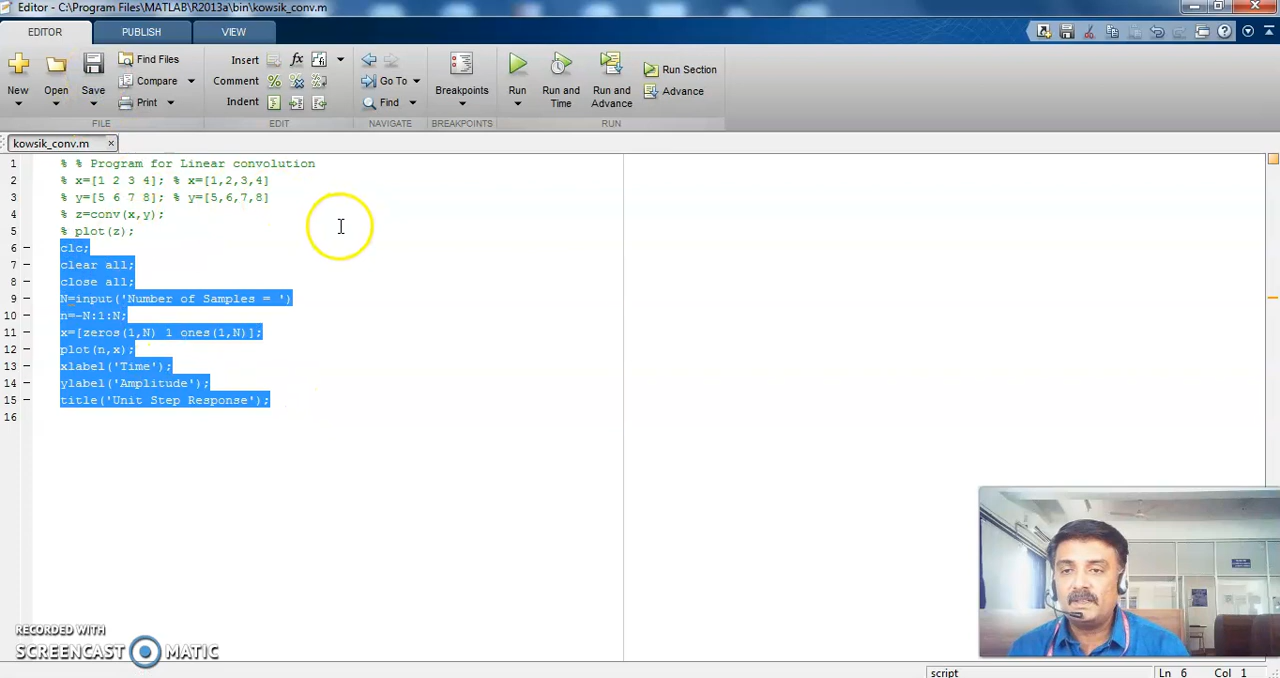 Editor - C:\Program Files\MATLAB\R2013a\bin\kowsik_conv.m
EDITOR PUBLISH VIEW
New Open Save Find Files Compare Print
Insert fx
Comment
Indent
Go To
Find
Breakpoints
Run Run and Time Run and Advance Run Section Advance
FILE EDIT NAVIGATE BREAKPOINTS RUN
kowsik_conv.m
1 % % Program for Linear convolution
2 % x=[1 2 3 4]; % x=[1,2,3,4]
3 % y=[5 6 7 8]; % y=[5,6,7,8]
4 % z=conv(x,y);
5 % plot(z);
6 clc;
7 clear all;
8 close all;
9 N=input('Number of Samples = ')
10 n=-N:1:N;
11 x=[zeros(1,N) 1 ones(1,N)];
12 plot(n,x);
13 xlabel('Time');
14 ylabel('Amplitude');
15 title('Unit Step Response');
16
RECORDED WITH
SCREENCAST MATIC
script Ln 6 Col 1